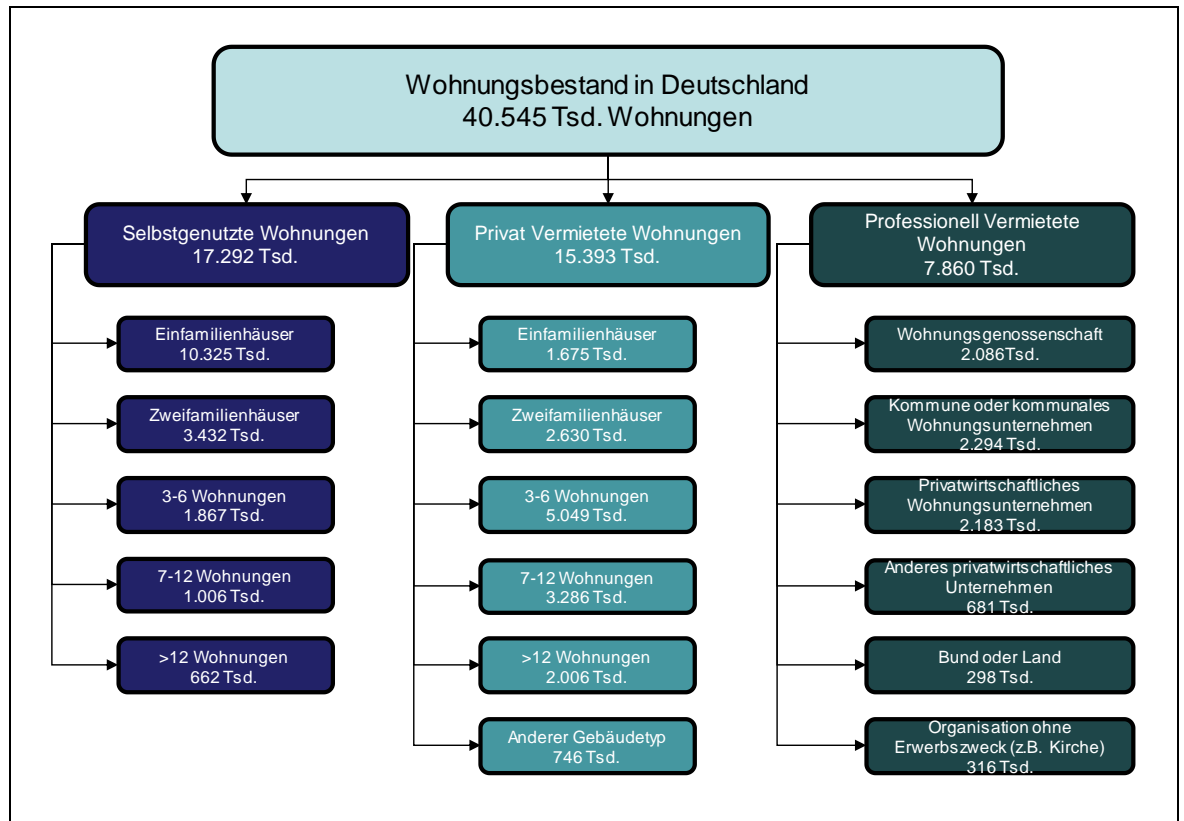 Wohnungsbestand in Deutschland
40.545 Tsd. Wohnungen
Selbstgenutzte Wohnungen
17.292 Tsd.
Einfamilienhäuser
10.325 Tsd.
Zweifamilienhäuser
3.432 Tsd.
3-6 Wohnungen
1.867 Tsd.
7-12 Wohnungen
1.006 Tsd.
>12 Wohnungen
662 Tsd.
Privat Vermietete Wohnungen
15.393 Tsd.
Einfamilienhäuser
1.675 Tsd.
Zweifamilienhäuser
2.630 Tsd.
3-6 Wohnungen
5.049 Tsd.
7-12 Wohnungen
3.286 Tsd.
>12 Wohnungen
2.006 Tsd.
Anderer Gebäudetyp
746 Tsd.
Professionell Vermietete
Wohnungen
7.860 Tsd.
Wohnungsgenossenschaft
2.086Tsd.
Kommune oder kommunales
Wohnungsunternehmen
2.294 Tsd.
Privatwirtschaftliches
Wohnungsunternehmen
2.183 Tsd.
Anderes privatwirtschaftliches
Unternehmen
681 Tsd.
Bund oder Land
298 Tsd.
Organisation ohne
Erwerbszweck (z.B. Kirche)
316 Tsd.